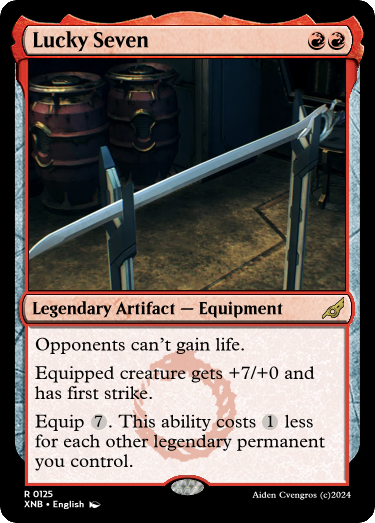 Lucky Seven
Legendary Artifact — Equipment
Opponents can't gain life.
Equipped creature gets +7/+0 and
has first strike.
Equip 7. This ability costs 1 less
for each other legendary permanent
you control.
R 0125
XNB • English
Aiden Cvengros (c)2024